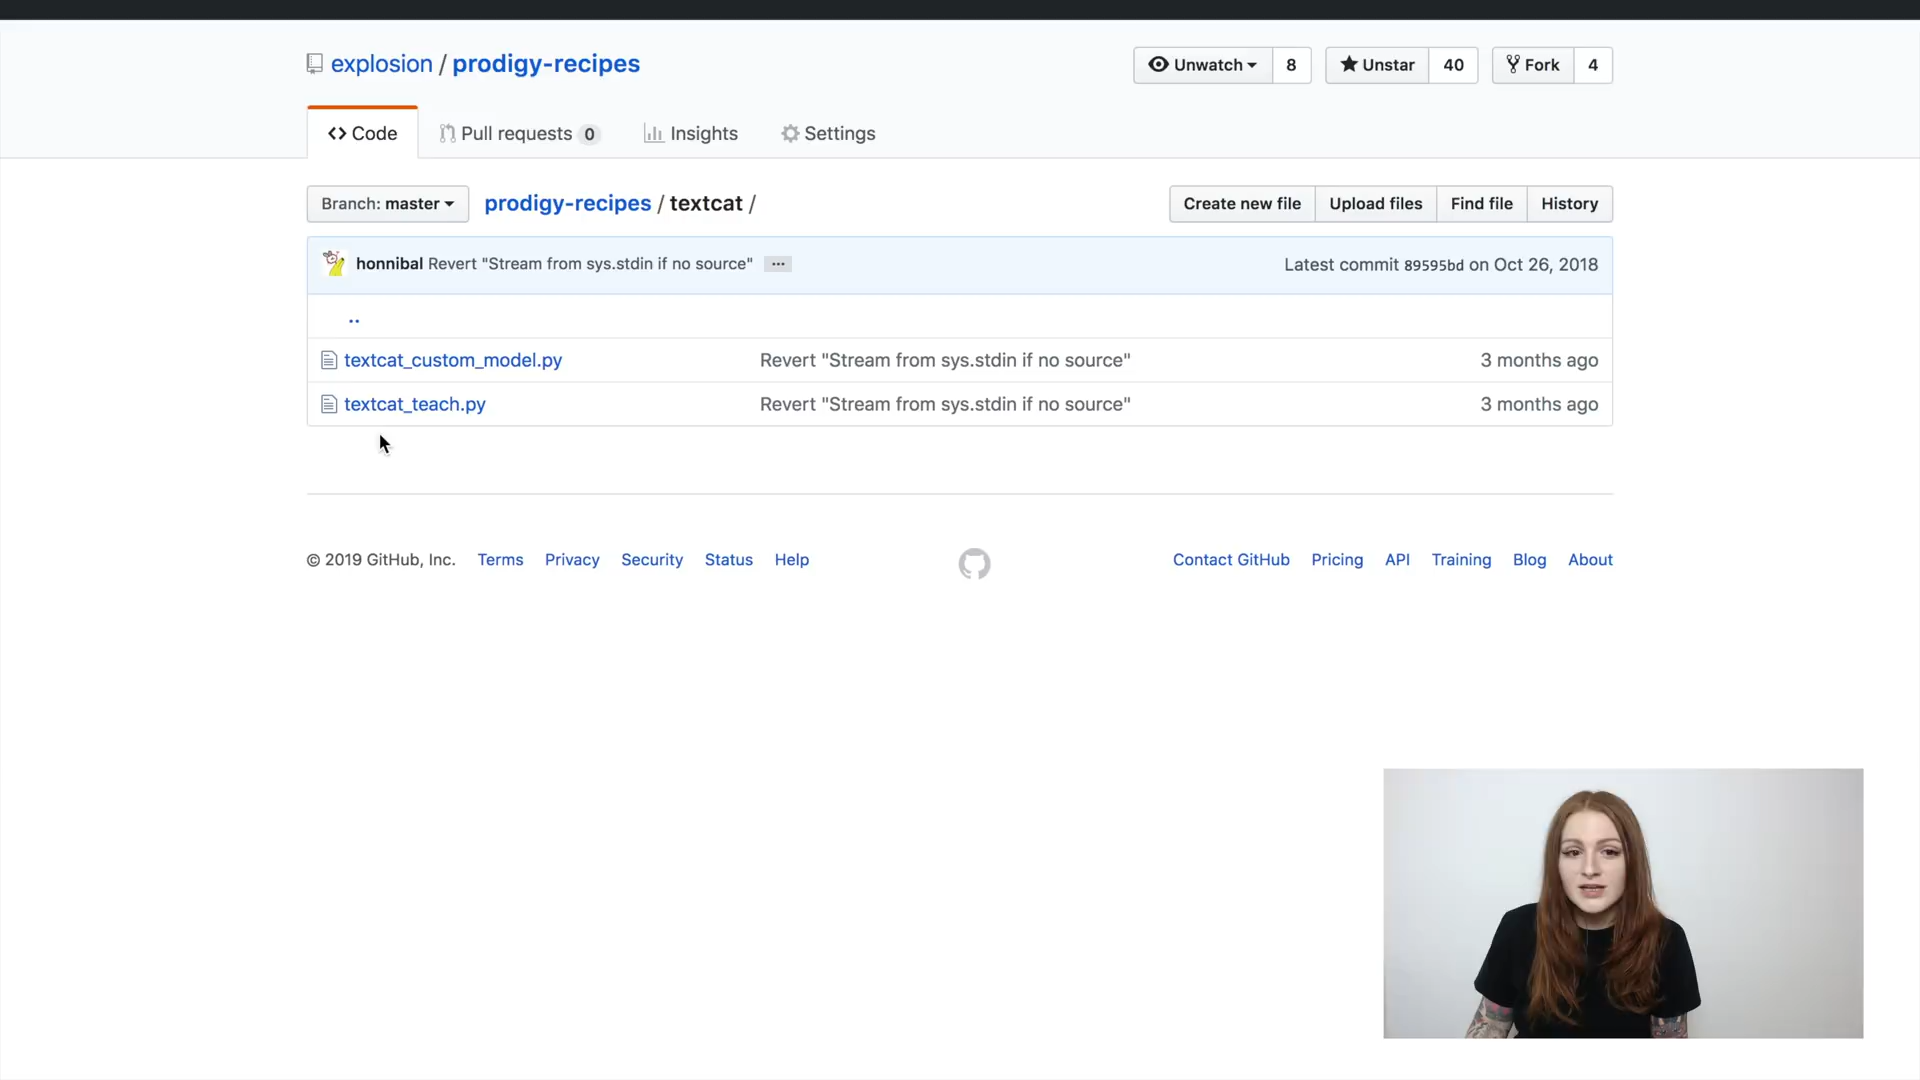 explosion / prodigy-recipes
Unwatch 8
Unstar 40
Fork 4
Code
Pull requests 0
Insights
Settings
Branch: master
prodigy-recipes / textcat /
Create new file
Upload files
Find file
History
honnibal Revert "Stream from sys.stdin if no source" ...
Latest commit 89595bd on Oct 26, 2018
..
textcat_custom_model.py Revert "Stream from sys.stdin if no source" 3 months ago
textcat_teach.py Revert "Stream from sys.stdin if no source" 3 months ago
© 2019 GitHub, Inc. Terms Privacy Security Status Help
Contact GitHub Pricing API Training Blog About